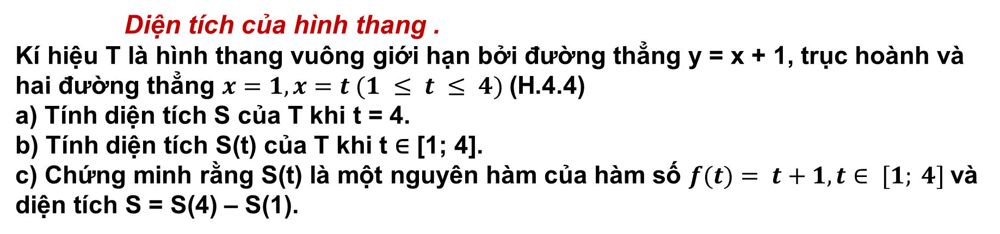 Diện tích của hình thang .
Kí hiệu T là hình thang vuông giới hạn bởi đường thẳng y = x + 1, trục hoành và
hai đường thẳng x = 1, x = t (1 ≤ t ≤ 4) (H.4.4)
a) Tính diện tích S của T khi t = 4.
b) Tính diện tích S(t) của T khi t ∈ [1; 4].
c) Chứng minh rằng S(t) là một nguyên hàm của hàm số f(t) = t + 1, t ∈ [1; 4] và
diện tích S = S(4) – S(1).